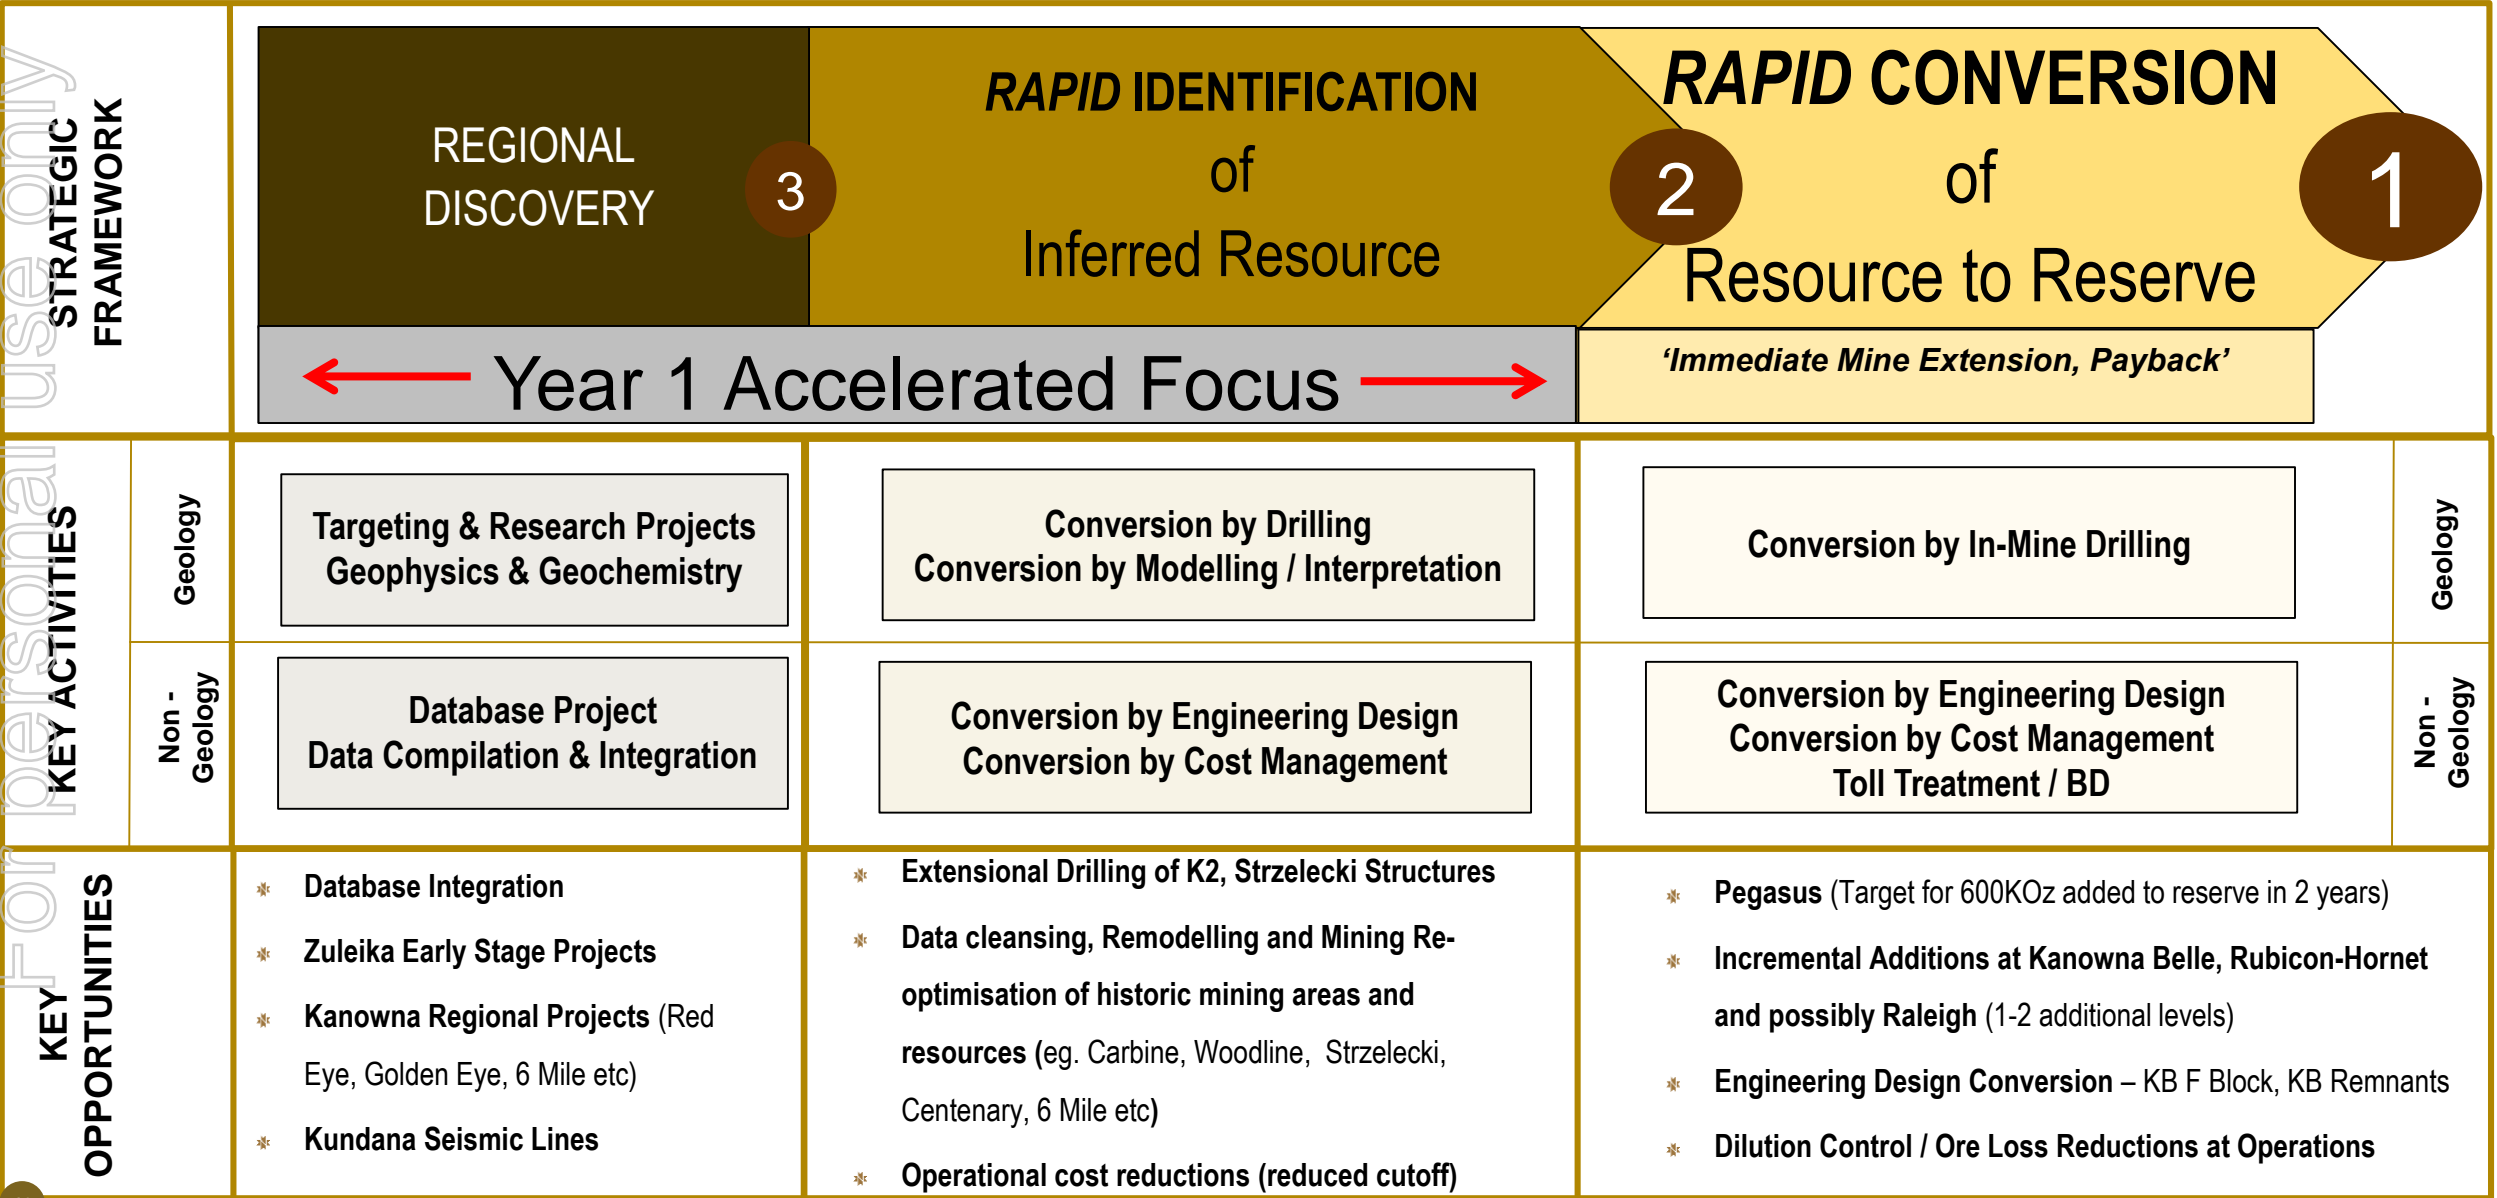 For personal use only
STRATEGIC
FRAMEWORK
REGIONAL
DISCOVERY
3
RAPID IDENTIFICATION
of
Inferred Resource
2
RAPID CONVERSION
of
Resource to Reserve
1
Year 1 Accelerated Focus
‘Immediate Mine Extension, Payback’
KEY ACTIVITIES
Geology
Targeting & Research Projects
Geophysics & Geochemistry
Conversion by Drilling
Conversion by Modelling / Interpretation
Conversion by In-Mine Drilling
Geology
Non -
Geology
Database Project
Data Compilation & Integration
Conversion by Engineering Design
Conversion by Cost Management
Conversion by Engineering Design
Conversion by Cost Management
Toll Treatment / BD
Non -
Geology
KEY
OPPORTUNITIES
Database Integration
Zuleika Early Stage Projects
Kanowna Regional Projects (Red
Eye, Golden Eye, 6 Mile etc)
Kundana Seismic Lines
Extensional Drilling of K2, Strzelecki Structures
Data cleansing, Remodelling and Mining Re-
optimisation of historic mining areas and
resources (eg. Carbine, Woodline, Strzelecki,
Centenary, 6 Mile etc)
Operational cost reductions (reduced cutoff)
Pegasus (Target for 600KOz added to reserve in 2 years)
Incremental Additions at Kanowna Belle, Rubicon-Hornet
and possibly Raleigh (1-2 additional levels)
Engineering Design Conversion – KB F Block, KB Remnants
Dilution Control / Ore Loss Reductions at Operations